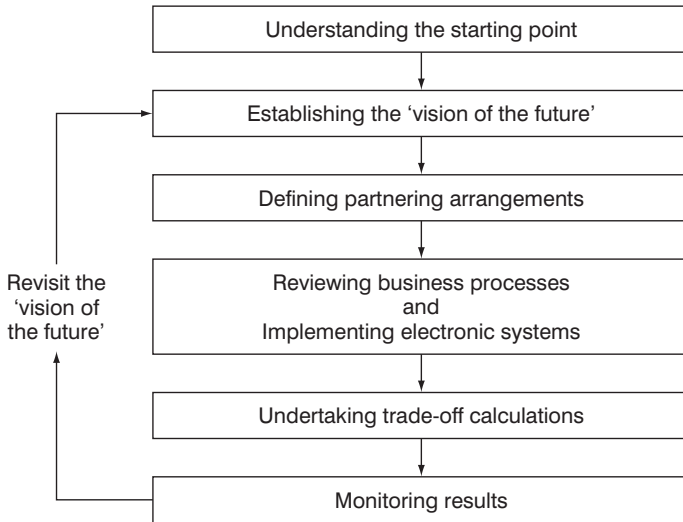 Understanding the starting point
Establishing the ‘vision of the future’
Defining partnering arrangements
Reviewing business processes
and
Implementing electronic systems
Undertaking trade-off calculations
Monitoring results
Revisit the
‘vision of
the future’